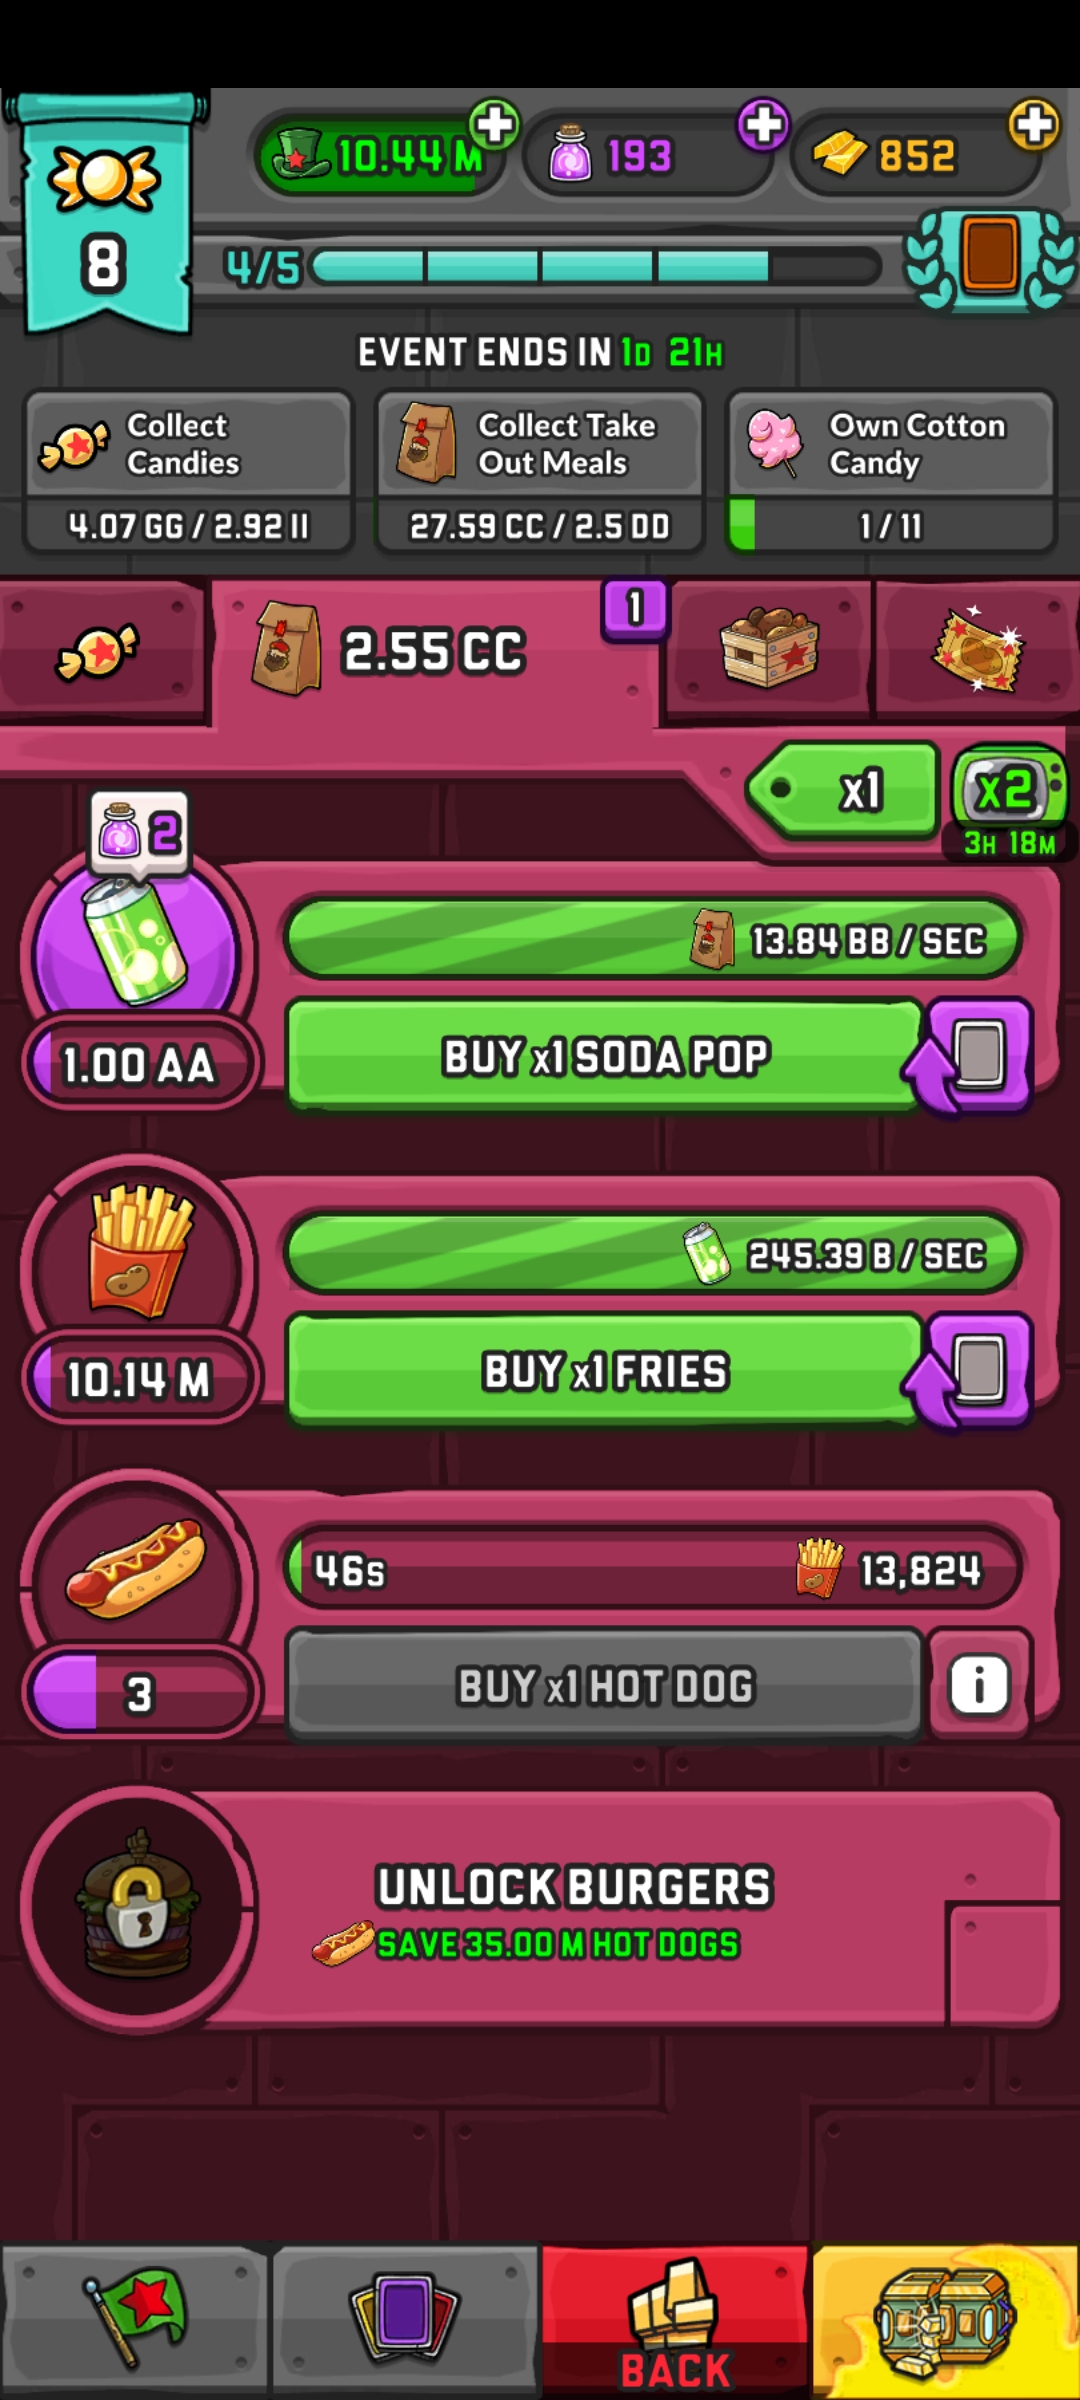 10.44 M
193
852
8
4/5
EVENT ENDS IN 1D 21H
Collect
Candies
4.07 GG / 2.92 II
Collect Take
Out Meals
27.59 CC / 2.5 DD
Own Cotton
Candy
1 / 11
2.55 CC
1
x1
x2
3H 18M
2
13.84 BB / SEC
1.00 AA
BUY x1 SODA POP
245.39 B / SEC
10.14 M
BUY x1 FRIES
46s
13,824
3
BUY x1 HOT DOG
i
UNLOCK BURGERS
SAVE 35.00 M HOT DOGS
BACK